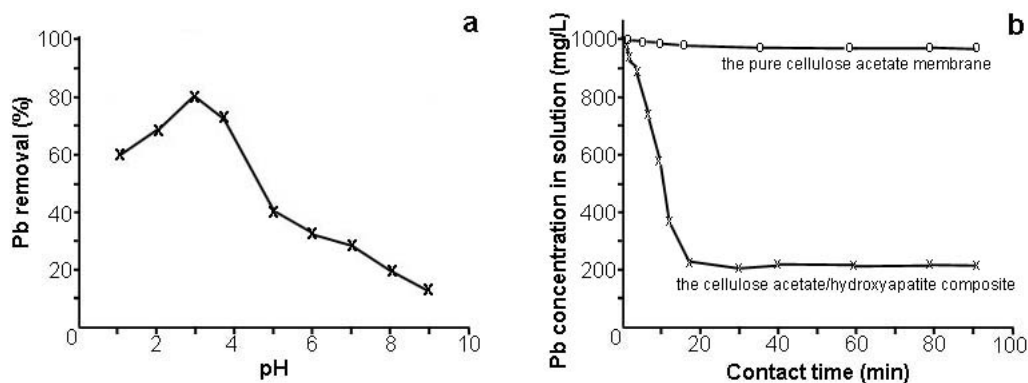 a
100
80
60
40
20
0
2
4
6
8
10
Pb removal (%)
pH
b
1000
800
600
400
200
0
20
40
60
80
100
Pb concentration in solution (mg/L)
the pure cellulose acetate membrane
the cellulose acetate/hydroxyapatite composite
Contact time (min)